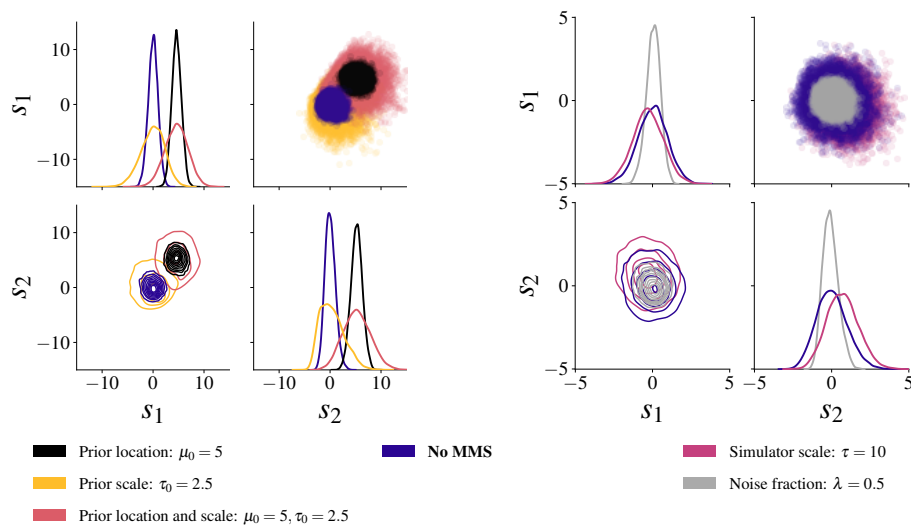 10
0
−10
s₁
5
0
−5
s₁
10
0
−10
s₂
5
0
−5
s₂
−10 0 10
−10 0 10
−5 0 5
−5 0 5
s₁
s₂
s₁
s₂
Prior location: μ₀ = 5
No MMS
Simulator scale: τ = 10
Prior scale: τ₀ = 2.5
Noise fraction: λ = 0.5
Prior location and scale: μ₀ = 5, τ₀ = 2.5